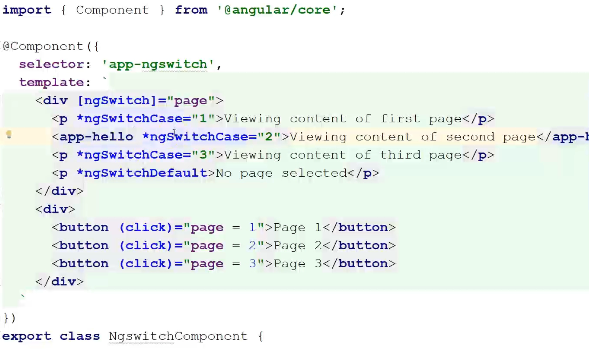 import { Component } from '@angular/core';
@Component({
selector: 'app-ngswitch',
template: `
<div [ngSwitch]="page">
<p *ngSwitchCase="1">Viewing content of first page</p>
<app-hello *ngSwitchCase="2">Viewing content of second page</app-h
<p *ngSwitchCase="3">Viewing content of third page</p>
<p *ngSwitchDefault>No page selected</p>
</div>
<div>
<button (click)="page = 1">Page 1</button>
<button (click)="page = 2">Page 2</button>
<button (click)="page = 3">Page 3</button>
</div>
`
})
export class NgswitchComponent {